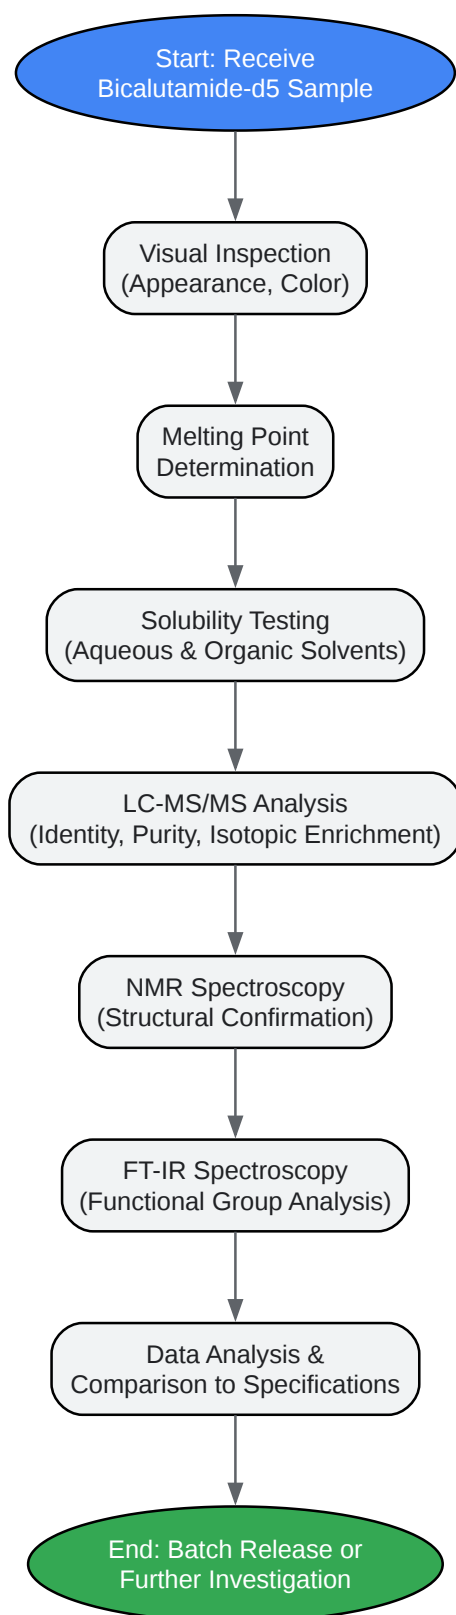 Start: Receive
Bicalutamide-d5 Sample
Visual Inspection
(Appearance, Color)
Melting Point
Determination
Solubility Testing
(Aqueous & Organic Solvents)
LC-MS/MS Analysis
(Identity, Purity, Isotopic Enrichment)
NMR Spectroscopy
(Structural Confirmation)
FT-IR Spectroscopy
(Functional Group Analysis)
Data Analysis &
Comparison to Specifications
End: Batch Release or
Further Investigation